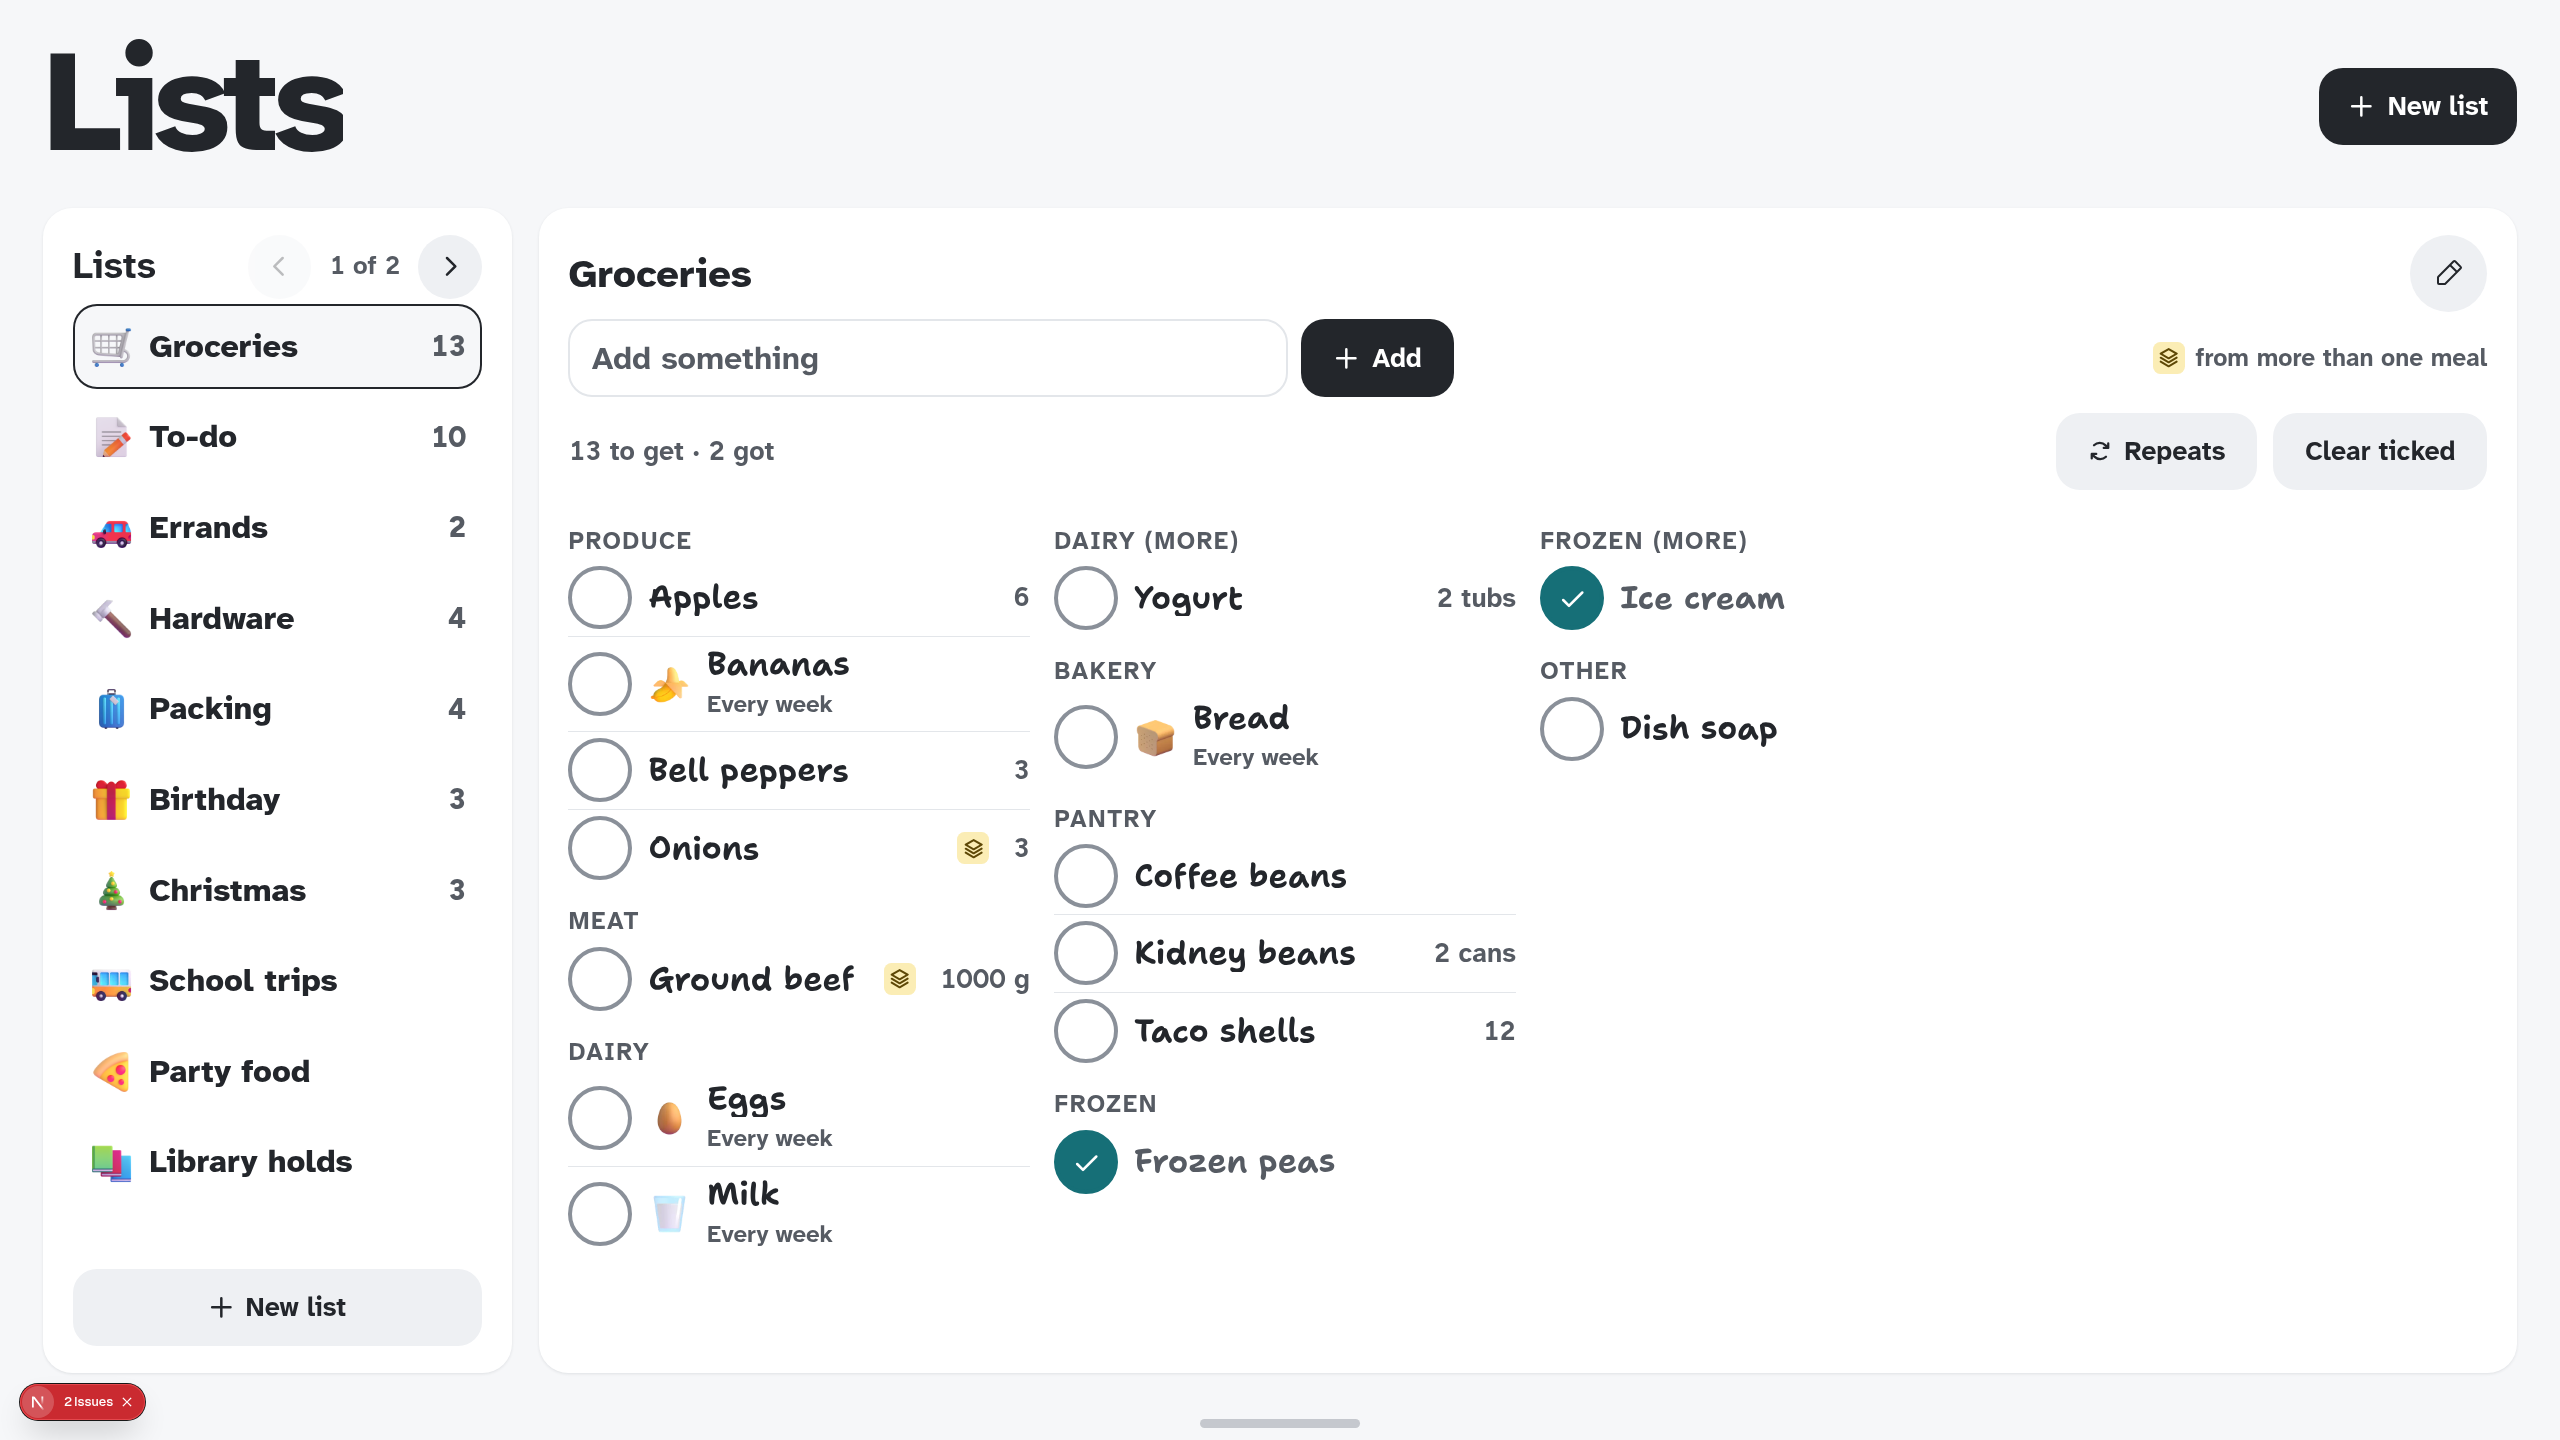 Lists
+ New list
Lists
1 of 2
Groceries 13
To-do 10
Errands 2
Hardware 4
Packing 4
Birthday 3
Christmas 3
School trips
Party food
Library holds
+ New list
Groceries
Add something
+ Add
from more than one meal
13 to get · 2 got
Repeats
Clear ticked
PRODUCE
Apples 6
Bananas
Every week
Bell peppers 3
Onions 3
MEAT
Ground beef 1000 g
DAIRY
Eggs
Every week
Milk
Every week
DAIRY (MORE)
Yogurt 2 tubs
BAKERY
Bread
Every week
PANTRY
Coffee beans
Kidney beans 2 cans
Taco shells 12
FROZEN
Frozen peas
FROZEN (MORE)
Ice cream
OTHER
Dish soap
N 2 Issues